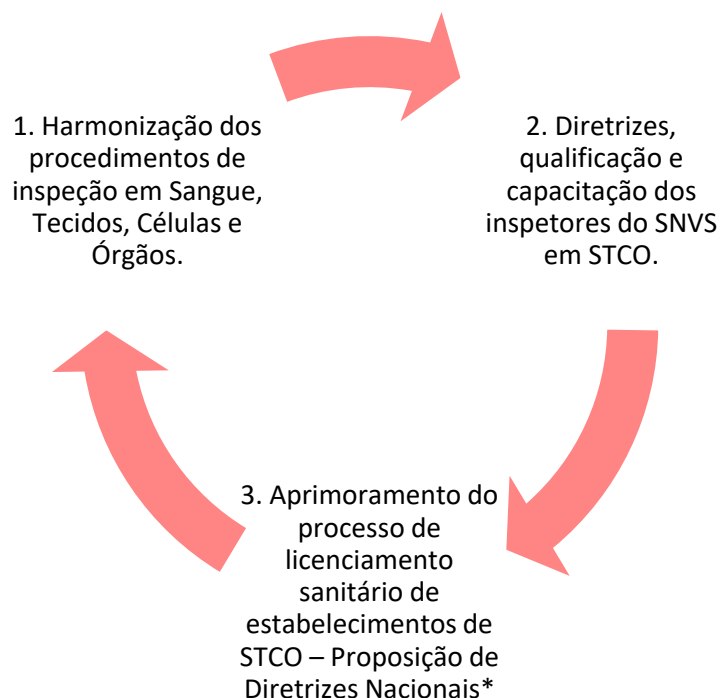 1. Harmonização dos
procedimentos de
inspeção em Sangue,
Tecidos, Células e
Órgãos.
2. Diretrizes,
qualificação e
capacitação dos
inspetores do SNVS
em STCO.
3. Aprimoramento do
processo de
licenciamento
sanitário de
estabelecimentos de
STCO – Proposição de
Diretrizes Nacionais*